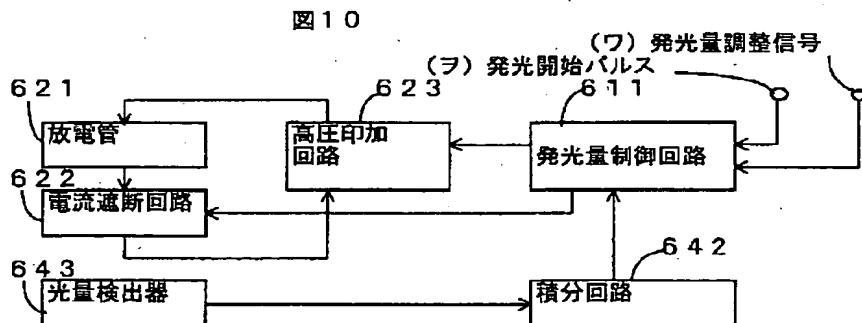 図10
(ワ) 発光量調整信号
(ヲ) 発光開始パルス
621
623
611
放電管
高圧印加
回路
発光量制御回路
622
電流遮断回路
643
642
光量検出器
積分回路